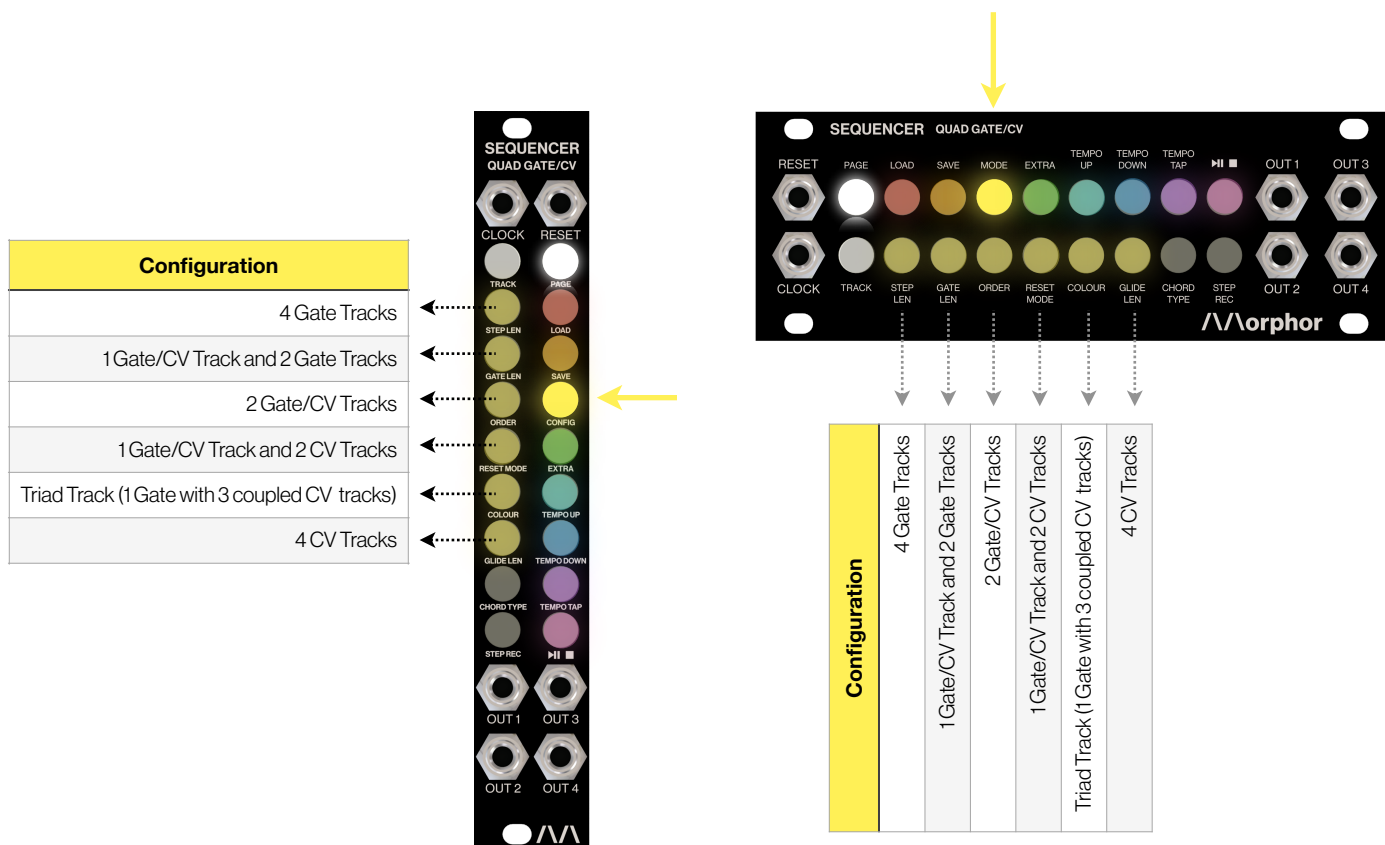 Configuration
4 Gate Tracks
1 Gate/CV Track and 2 Gate Tracks
2 Gate/CV Tracks
1 Gate/CV Track and 2 CV Tracks
Triad Track (1 Gate with 3 coupled CV tracks)
4 CV Tracks
SEQUENCER
QUAD GATE/CV
CLOCK RESET
TRACK PAGE
STEP LEN LOAD
GATE LEN SAVE
ORDER CONFIG
RESET MODE EXTRA
COLOUR TEMPO UP
GLIDE LEN TEMPO DOWN
CHORD TYPE TEMPO TAP
STEP REC
OUT 1 OUT 3
OUT 2 OUT 4
SEQUENCER QUAD GATE/CV
RESET
PAGE
LOAD
SAVE
MODE
EXTRA
TEMPO
UP
TEMPO
DOWN
TEMPO
TAP
OUT 1
OUT 3
CLOCK
TRACK
STEP
LEN
GATE
LEN
ORDER
RESET
MODE
COLOUR
GLIDE
LEN
CHORD
TYPE
STEP
REC
OUT 2
OUT 4
/\/\orphor
Configuration
4 Gate Tracks
1 Gate/CV Track and 2 Gate Tracks
2 Gate/CV Tracks
1 Gate/CV Track and 2 CV Tracks
Triad Track (1 Gate with 3 coupled CV tracks)
4 CV Tracks
/\/\